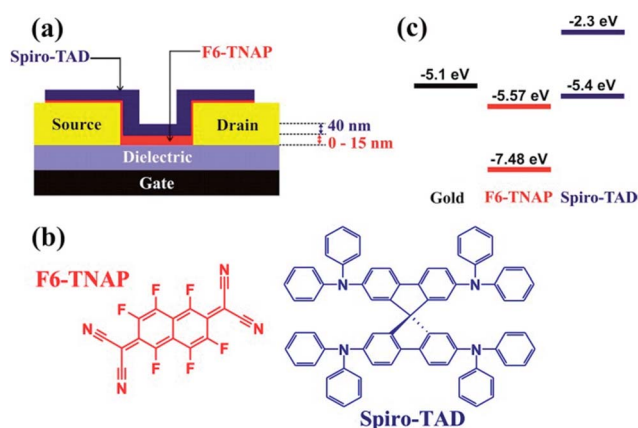 (a)
Spiro-TAD
F6-TNAP
Source
Drain
40 nm
0 - 15 nm
Dielectric
Gate
(c)
-2.3 eV
-5.1 eV
-5.4 eV
-5.57 eV
-7.48 eV
Gold
F6-TNAP
Spiro-TAD
(b)
F6-TNAP
N
N
F
F
F
F
F
F
N
N
N
N
N
N
Spiro-TAD